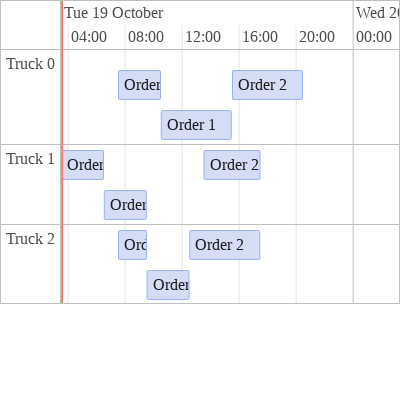 Tue 19 October Wed 20
04:00 08:00 12:00 16:00 20:00 00:00
Truck 0
Order Order 2
Order 1
Truck 1
Order Order 2
Order
Truck 2
Ord Order 2
Order